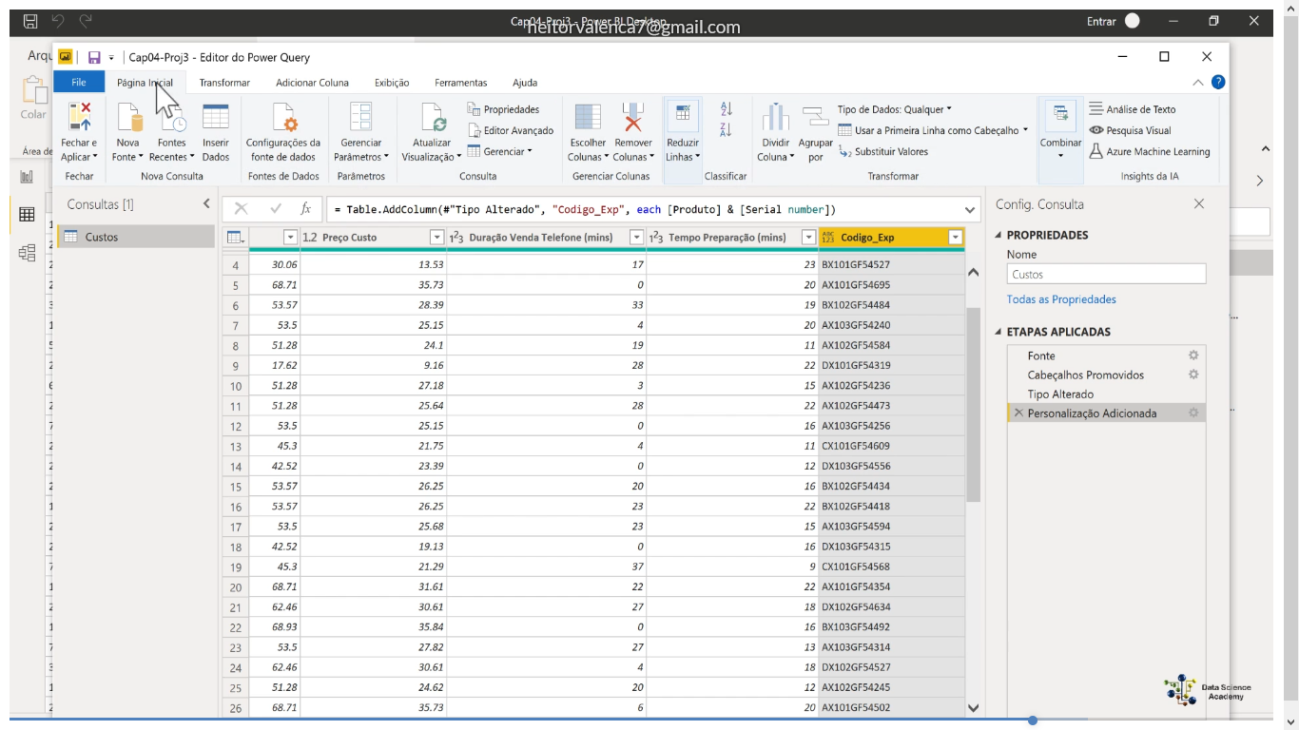 Cap04-Proj3 - Power BI Desktop
heitorvalenca7@gmail.com
Entrar
Arqu
Cap04-Proj3 - Editor do Power Query
File Página Inicial Transformar Adicionar Coluna Exibição Ferramentas Ajuda
Colar
Área de
Fechar e Aplicar
Fechar
Nova Fonte
Fontes Recentes
Inserir Dados
Nova Consulta
Configurações da fonte de dados
Fontes de Dados
Gerenciar Parâmetros
Parâmetros
Atualizar Visualização
Propriedades
Editor Avançado
Gerenciar
Consulta
Escolher Colunas
Remover Colunas
Gerenciar Colunas
Reduzir Linhas
Classificar
Dividir Coluna
Agrupar por
Tipo de Dados: Qualquer
Usar a Primeira Linha como Cabeçalho
Substituir Valores
Transformar
Combinar
Análise de Texto
Pesquisa Visual
Azure Machine Learning
Insights da IA
Consultas [1]
Custos
fx = Table.AddColumn(#"Tipo Alterado", "Codigo_Exp", each [Produto] & [Serial number])
1.2 Preço Custo 123 Duração Venda Telefone (mins) 123 Tempo Preparação (mins) ABC 123 Codigo_Exp
4 30.06 13.53 17 23 BX101GF54527
5 68.71 35.73 0 20 AX101GF54695
6 53.57 28.39 33 19 BX102GF54484
7 53.5 25.15 4 20 AX103GF54240
8 51.28 24.1 19 11 AX102GF54584
9 17.62 9.16 28 22 DX101GF54319
10 51.28 27.18 3 15 AX102GF54236
11 51.28 25.64 28 22 AX102GF54473
12 53.5 25.15 0 16 AX103GF54256
13 45.3 21.75 4 11 CX101GF54609
14 42.52 23.39 0 12 DX103GF54556
15 53.57 26.25 20 16 BX102GF54434
16 53.57 26.25 23 22 BX102GF54418
17 53.5 25.68 23 15 AX103GF54594
18 42.52 19.13 0 16 DX103GF54315
19 45.3 21.29 37 9 CX101GF54568
20 68.71 31.61 22 22 AX101GF54354
21 62.46 30.61 27 18 DX102GF54634
22 68.93 35.84 0 16 BX103GF54492
23 53.5 27.82 27 13 AX103GF54314
24 62.46 30.61 4 18 DX102GF54527
25 51.28 24.62 20 12 AX102GF54245
26 68.71 35.73 6 20 AX101GF54502
Config. Consulta
PROPRIEDADES
Nome
Custos
Todas as Propriedades
ETAPAS APLICADAS
Fonte
Cabeçalhos Promovidos
Tipo Alterado
Personalização Adicionada
Data Science
Academy